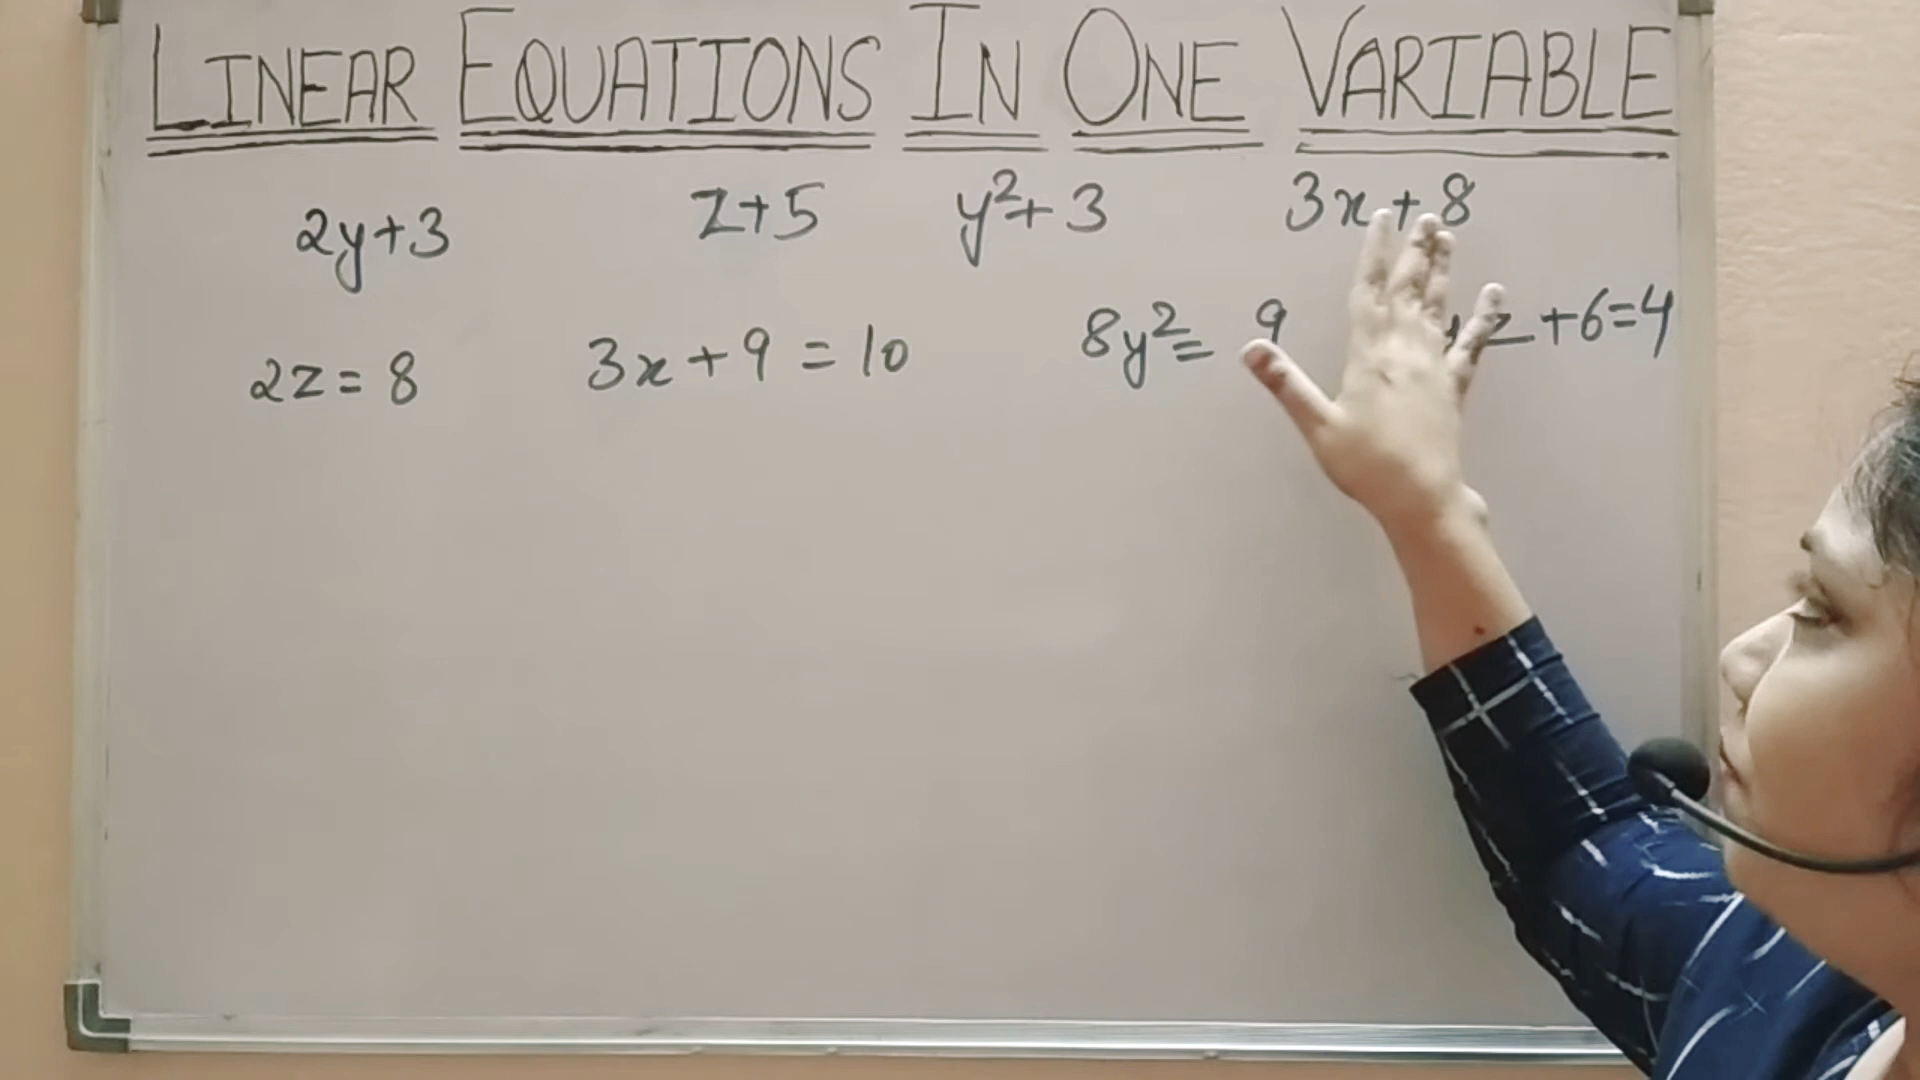 LINEAR EQUATIONS IN ONE VARIABLE
2y+3 z+5 y²+3 3x+8
2z=8 3x+9=10 8y²=9 z+6=4